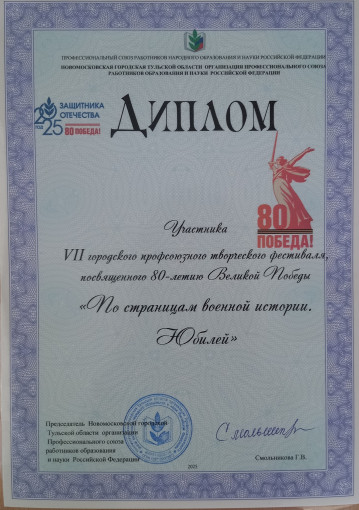 ПРОФЕССИОНАЛЬНЫЙ СОЮЗ РАБОТНИКОВ НАРОДНОГО ОБРАЗОВАНИЯ И НАУКИ РОССИЙСКОЙ ФЕДЕРАЦИИ
НОВОМОСКОВСКАЯ ГОРОДСКАЯ ТУЛЬСКОЙ ОБЛАСТИ ОРГАНИЗАЦИЯ ПРОФЕССИОНАЛЬНОГО СОЮЗА
РАБОТНИКОВ ОБРАЗОВАНИЯ И НАУКИ РОССИЙСКОЙ ФЕДЕРАЦИИ
2025 ГОД
ЗАЩИТНИКА
ОТЕЧЕСТВА
80 ПОБЕДА!
ДИПЛОМ
80
ПОБЕДА!
Участника
VII городского профсоюзного творческого фестиваля,
посвященного 80-летию Великой Победы
«По страницам военной истории.
Юбилей»
Председатель Новомосковской городской
Тульской области организации
Профессионального союза
работников образования
и науки Российской Федерации
Смольникова Г.В.
2025